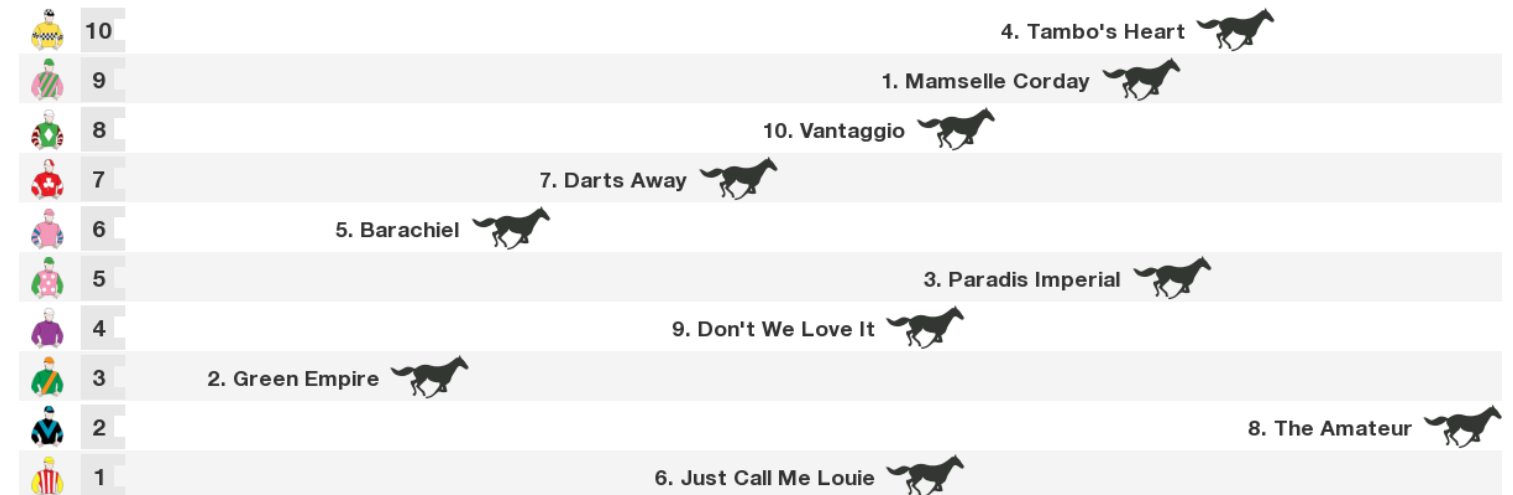 10 4. Tambo's Heart
9 1. Mamselle Corday
8 10. Vantaggio
7 7. Darts Away
6 5. Barachiel
5 3. Paradis Imperial
4 9. Don't We Love It
3 2. Green Empire
2 8. The Amateur
1 6. Just Call Me Louie